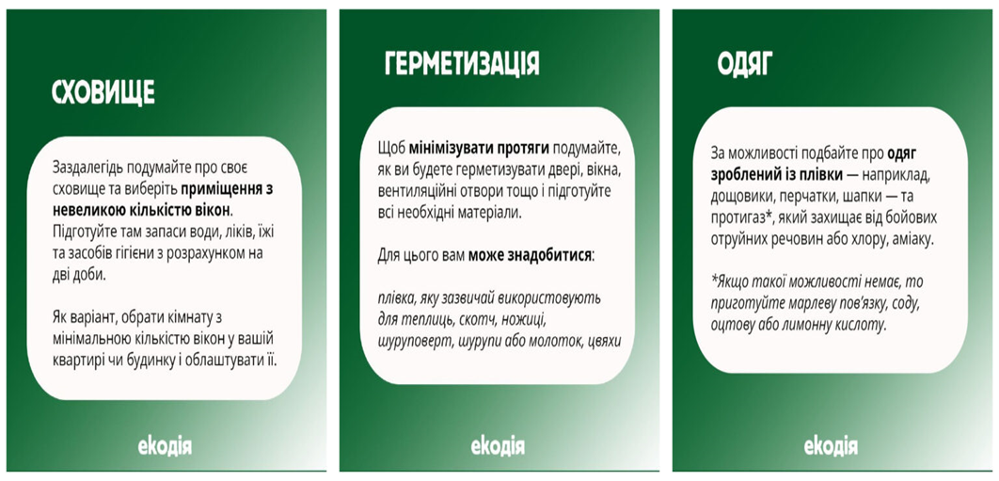 СХОВИЩЕ
Заздалегідь подумайте про своє
сховище та виберіть приміщення з
невеликою кількістю вікон.
Підготуйте там запаси води, ліків, їжі
та засобів гігієни з розрахунком на
дві доби.
Як варіант, обрати кімнату з
мінімальною кількістю вікон у вашій
квартирі чи будинку і облаштувати її.
екодія
ГЕРМЕТИЗАЦІЯ
Щоб мінімізувати протяги подумайте,
як ви будете герметизувати двері, вікна,
вентиляційні отвори тощо і підготуйте
всі необхідні матеріали.
Для цього вам може знадобитися:
плівка, яку зазвичай використовують
для теплиць, скотч, ножиці,
шуруповерт, шурупи або молоток, цвяхи
екодія
ОДЯГ
За можливості подбайте про одяг
зроблений із плівки — наприклад,
дощовики, перчатки, шапки — та
протигаз*, який захищає від бойових
отруйних речовин або хлору, аміаку.
*Якщо такої можливості немає, то
приготуйте марлеву пов’язку, соду,
оцтову або лимонну кислоту.
екодія